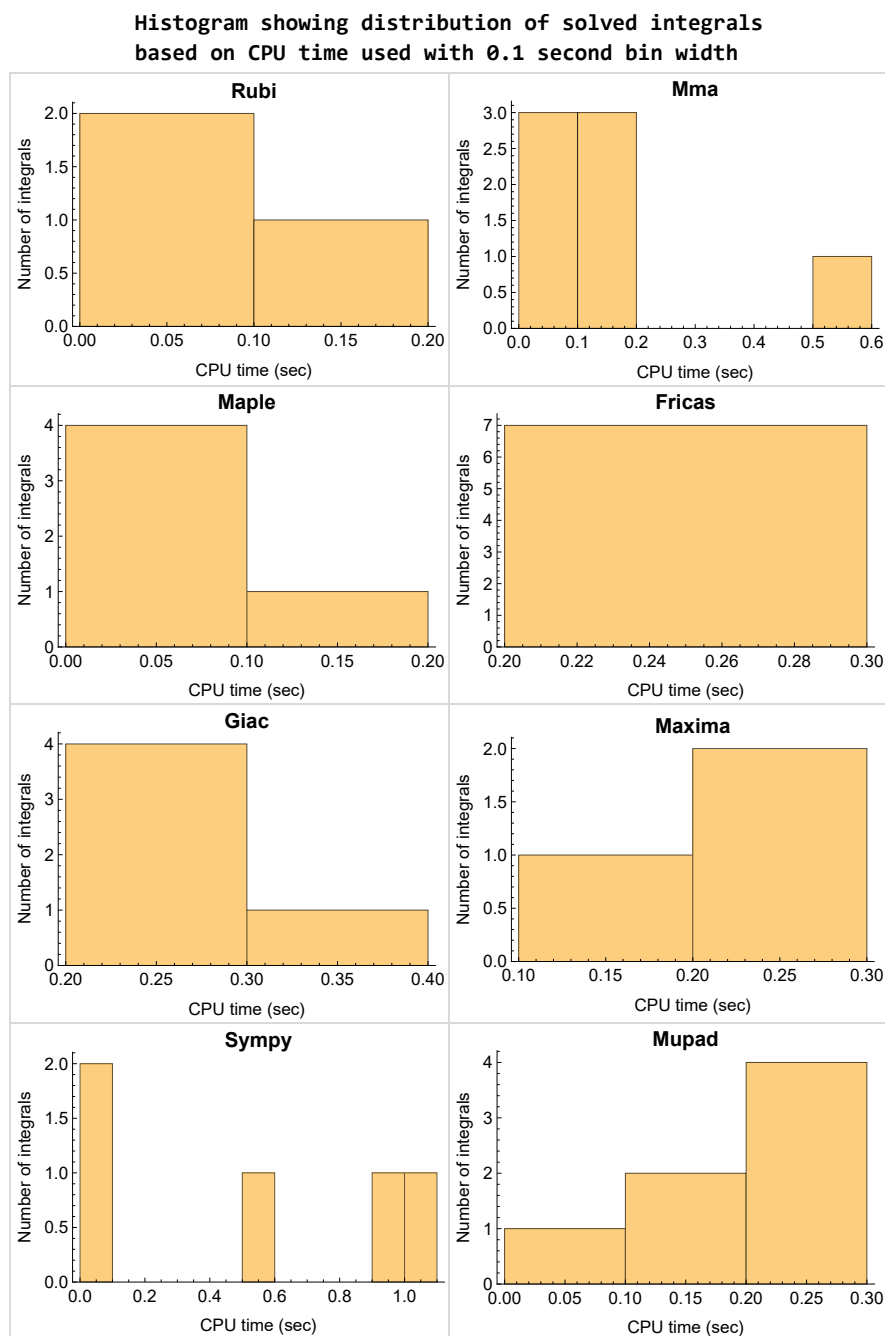 Histogram showing distribution of solved integrals
based on CPU time used with 0.1 second bin width
Rubi
Number of integrals
2.0
1.5
1.0
0.5
0.0
0.00 0.05 0.10 0.15 0.20
CPU time (sec)
Mma
Number of integrals
3.0
2.5
2.0
1.5
1.0
0.5
0.0
0.0 0.1 0.2 0.3 0.4 0.5 0.6
CPU time (sec)
Maple
Number of integrals
4
3
2
1
0
0.00 0.05 0.10 0.15 0.20
CPU time (sec)
Fricas
Number of integrals
7
6
5
4
3
2
1
0
0.20 0.22 0.24 0.26 0.28 0.30
CPU time (sec)
Giac
Number of integrals
4
3
2
1
0
0.20 0.25 0.30 0.35 0.40
CPU time (sec)
Maxima
Number of integrals
2.0
1.5
1.0
0.5
0.0
0.10 0.15 0.20 0.25 0.30
CPU time (sec)
Sympy
Number of integrals
2.0
1.5
1.0
0.5
0.0
0.0 0.2 0.4 0.6 0.8 1.0
CPU time (sec)
Mupad
Number of integrals
4
3
2
1
0
0.00 0.05 0.10 0.15 0.20 0.25 0.30
CPU time (sec)